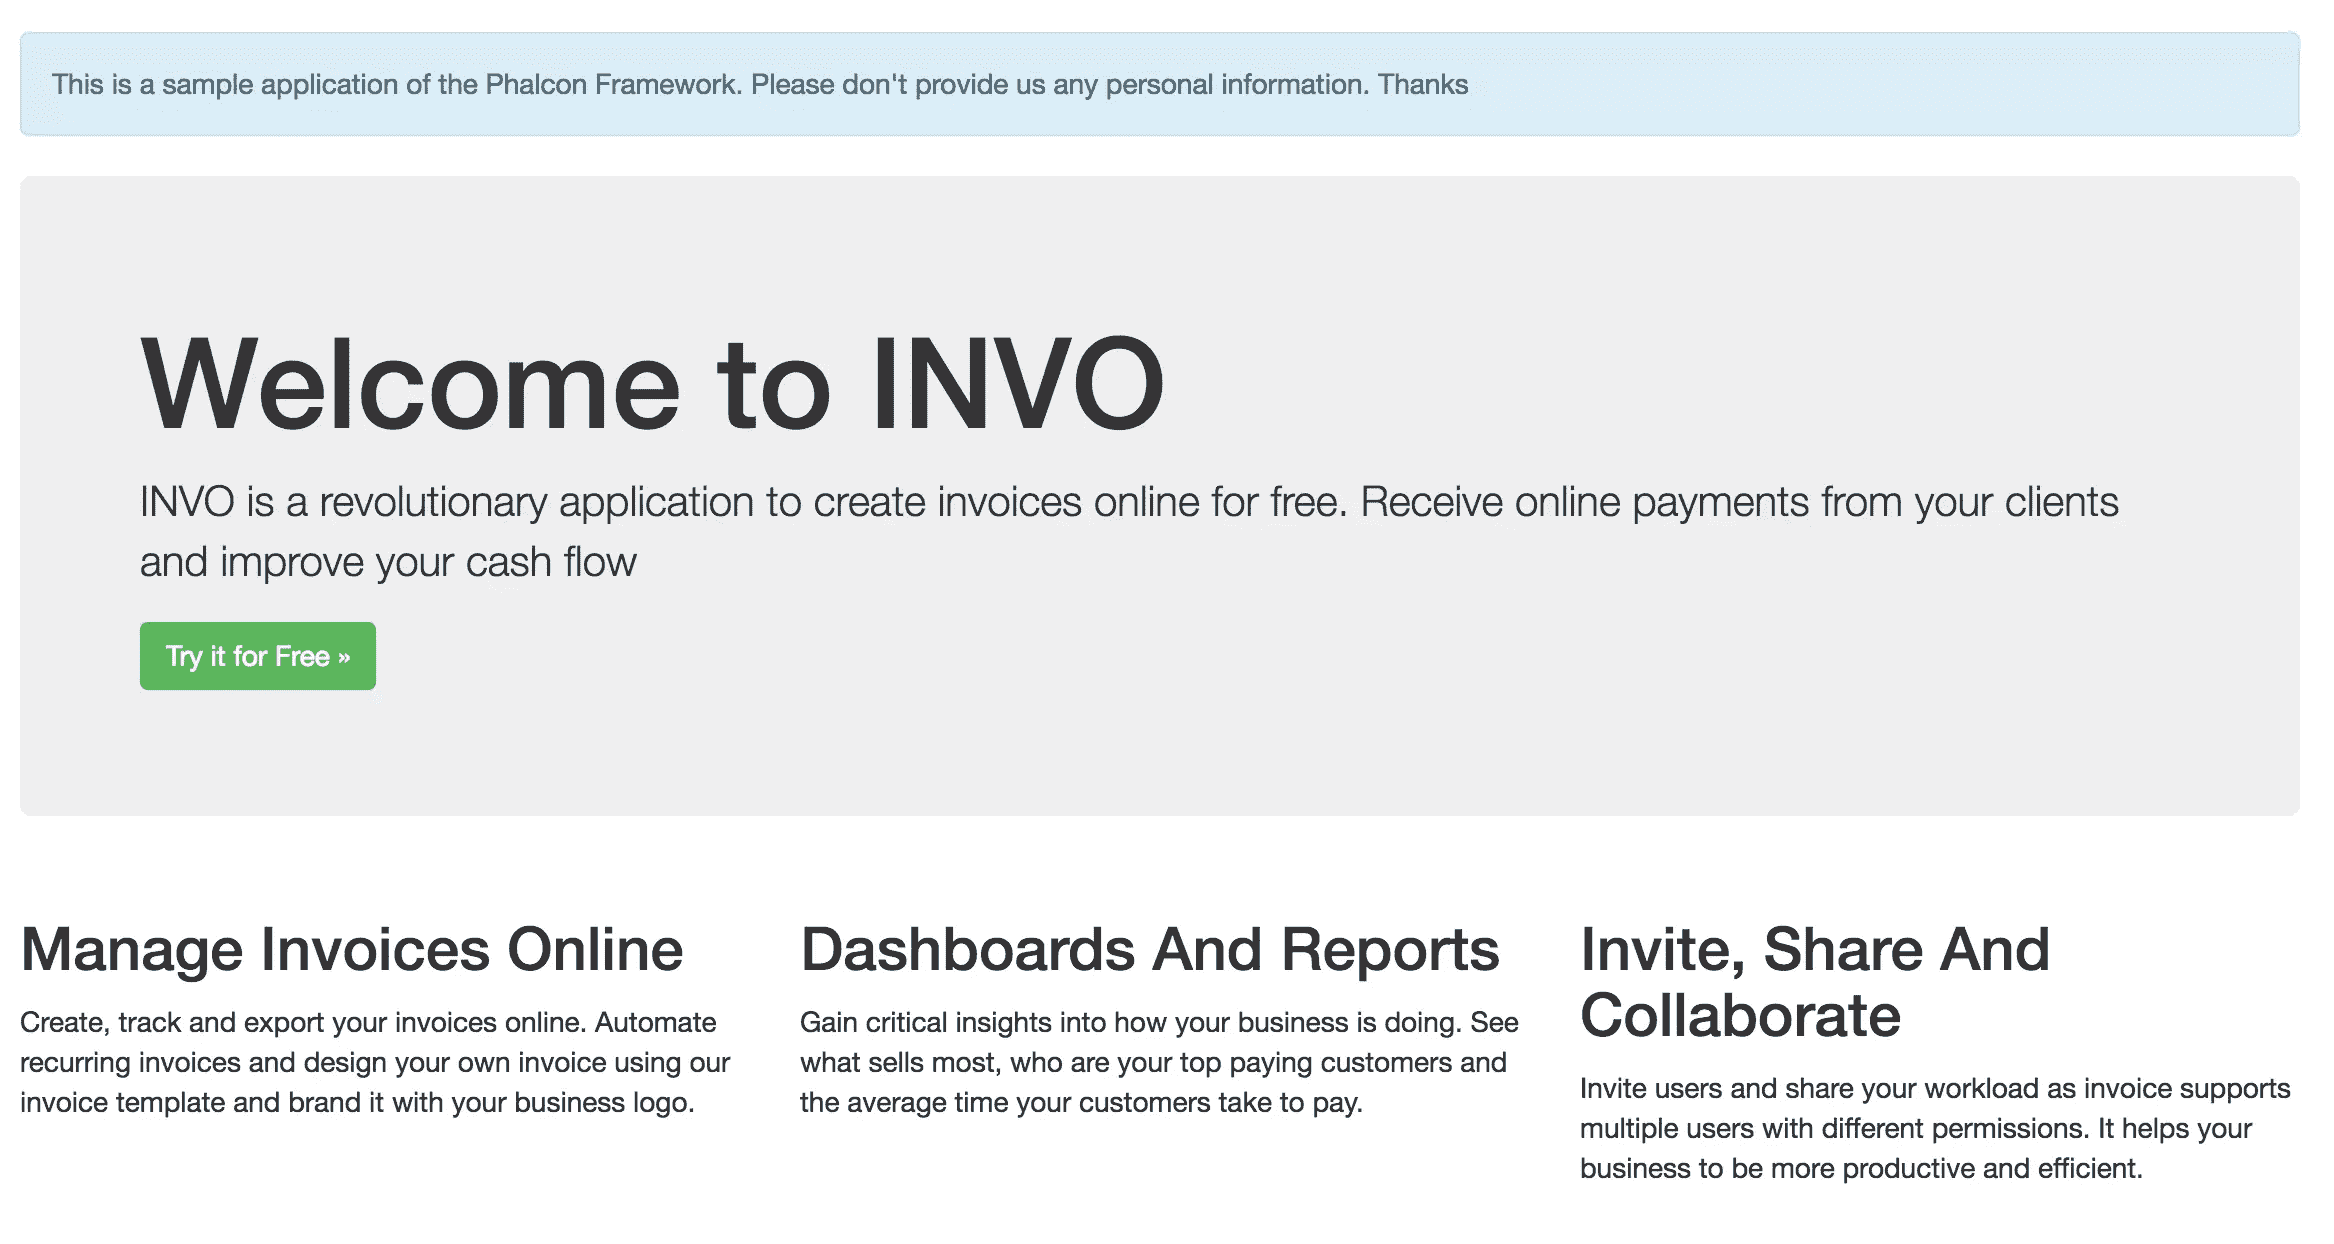 This is a sample application of the Phalcon Framework. Please don't provide us any personal information. Thanks
Welcome to INVO
INVO is a revolutionary application to create invoices online for free. Receive online payments from your clients
and improve your cash flow
Try it for Free »
Manage Invoices Online
Create, track and export your invoices online. Automate
recurring invoices and design your own invoice using our
invoice template and brand it with your business logo.
Dashboards And Reports
Gain critical insights into how your business is doing. See
what sells most, who are your top paying customers and
the average time your customers take to pay.
Invite, Share And
Collaborate
Invite users and share your workload as invoice supports
multiple users with different permissions. It helps your
business to be more productive and efficient.